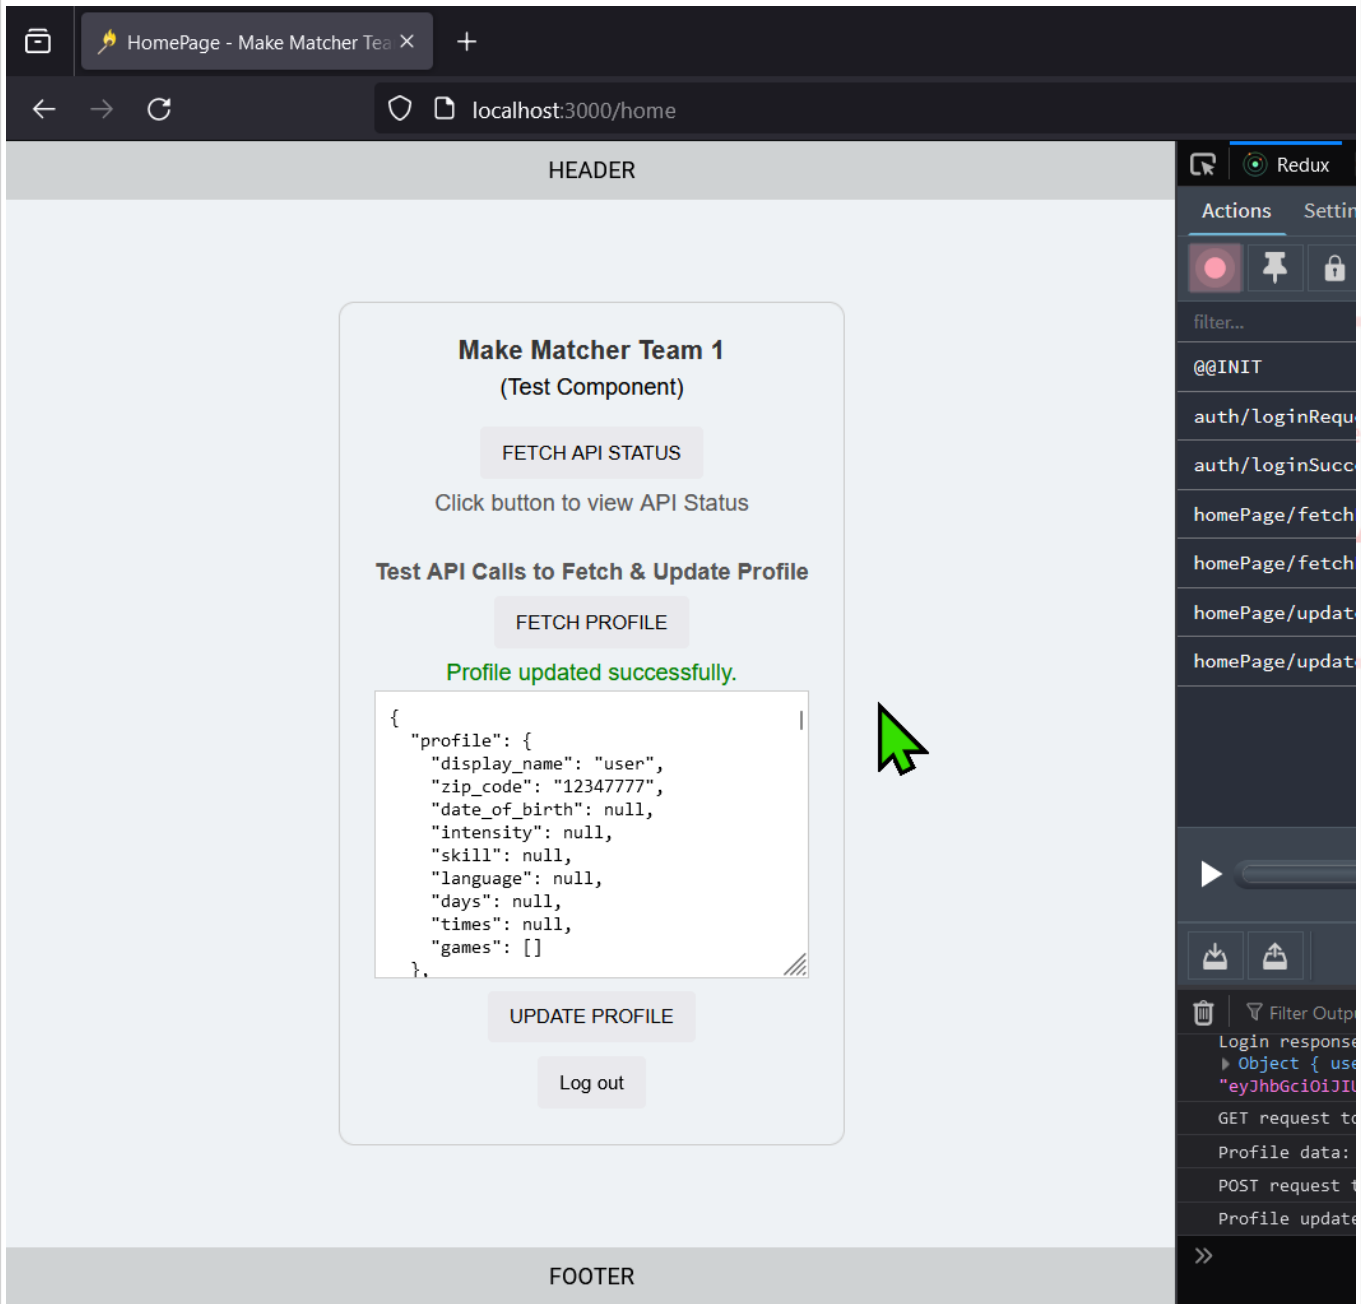 HomePage - Make Matcher Tea
localhost:3000/home
HEADER
Make Matcher Team 1
(Test Component)
FETCH API STATUS
Click button to view API Status
Test API Calls to Fetch & Update Profile
FETCH PROFILE
Profile updated successfully.
{
"profile": {
"display_name": "user",
"zip_code": "12347777",
"date_of_birth": null,
"intensity": null,
"skill": null,
"language": null,
"days": null,
"times": null,
"games": []
},
UPDATE PROFILE
Log out
FOOTER
Redux
Actions Settin
filter...
@@INIT
auth/loginRequ
auth/loginSucc
homePage/fetch
homePage/fetch
homePage/updat
homePage/updat
Filter Outpu
Login response
Object { use
"eyJhbGciOiJIU
GET request to
Profile data:
POST request t
Profile update